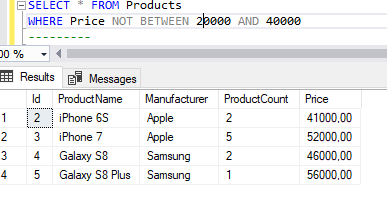 SELECT * FROM Products
WHERE Price NOT BETWEEN 20000 AND 40000
---------
00 %
Results Messages
Id ProductName Manufacturer ProductCount Price
1 2 iPhone 6S Apple 2 41000,00
2 3 iPhone 7 Apple 5 52000,00
3 4 Galaxy S8 Samsung 2 46000,00
4 5 Galaxy S8 Plus Samsung 1 56000,00